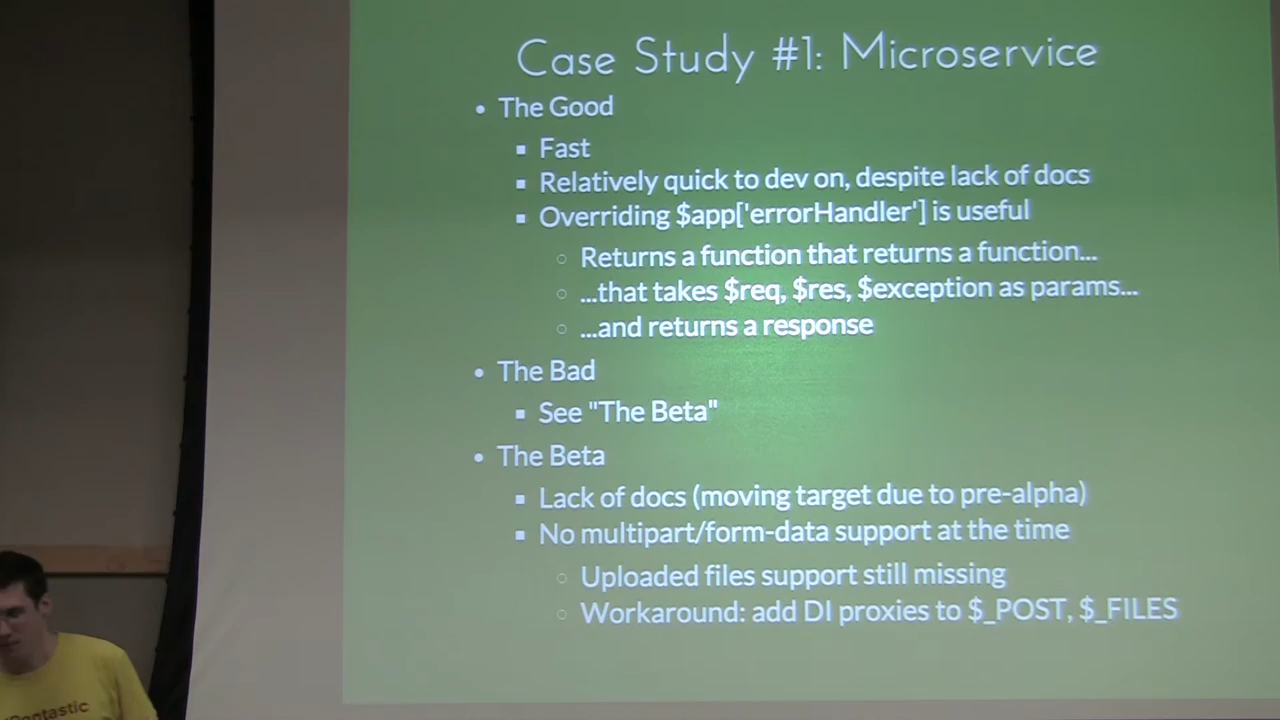 Case Study #1: Microservice
• The Good
▪ Fast
▪ Relatively quick to dev on, despite lack of docs
▪ Overriding $app['errorHandler'] is useful
○ Returns a function that returns a function...
○ ...that takes $req, $res, $exception as params...
○ ...and returns a response
• The Bad
▪ See "The Beta"
• The Beta
▪ Lack of docs (moving target due to pre-alpha)
▪ No multipart/form-data support at the time
○ Uploaded files support still missing
○ Workaround: add DI proxies to $_POST, $_FILES